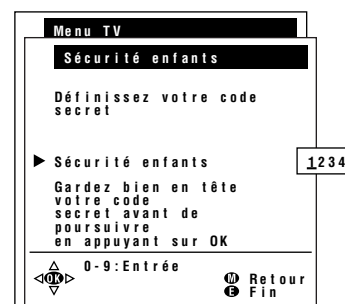 Menu TV
Sécurité enfants
Définissez votre code
secret
Sécurité enfants
1234
Gardez bien en tête
votre code
secret avant de
poursuivre
en appuyant sur OK
OK 0-9:Entrée
M Retour
E Fin